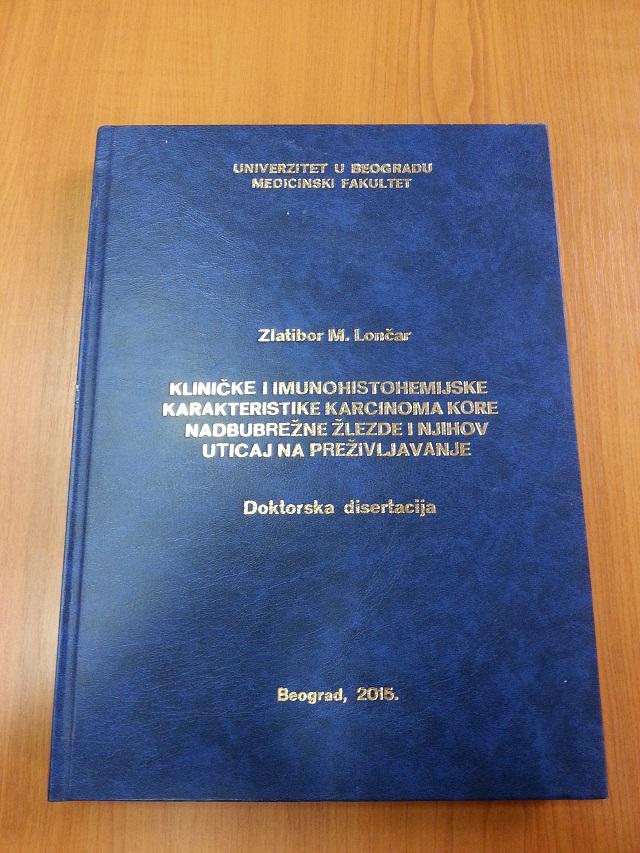 UNIVERZITET U BEOGRADU
MEDICINSKI FAKULTET
Zlatibor M. Lončar
KLINIČKE I IMUNOHISTOHEMIJSKE
KARAKTERISTIKE KARCINOMA KORE
NADBUBREŽNE ŽLEZDE I NJIHOV
UTICAJ NA PREŽIVLJAVANJE
Doktorska disertacija
Beograd, 2015.